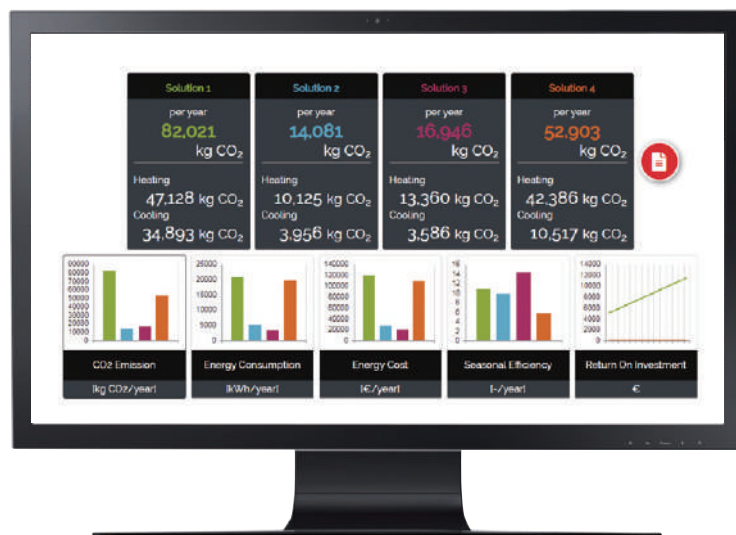 Solution 1
per year
82,021
kg CO₂
Heating
47,128 kg CO₂
Cooling
34,893 kg CO₂
Solution 2
per year
14,081
kg CO₂
Heating
10,125 kg CO₂
Cooling
3,956 kg CO₂
Solution 3
per year
16,946
kg CO₂
Heating
13,360 kg CO₂
Cooling
3,586 kg CO₂
Solution 4
per year
52,903
kg CO₂
Heating
42,386 kg CO₂
Cooling
10,517 kg CO₂
90000
80000
70000
60000
50000
40000
30000
20000
10000
0
CO2 Emission
[kg CO2/year]
25000
20000
15000
10000
5000
0
Energy Consumption
[kWh/year]
140000
120000
100000
80000
60000
40000
20000
0
Energy Cost
[€/year]
16
14
12
10
8
6
4
2
0
Seasonal Efficiency
[-/year]
14000
12000
10000
8000
6000
4000
2000
0
Return On Investment
€